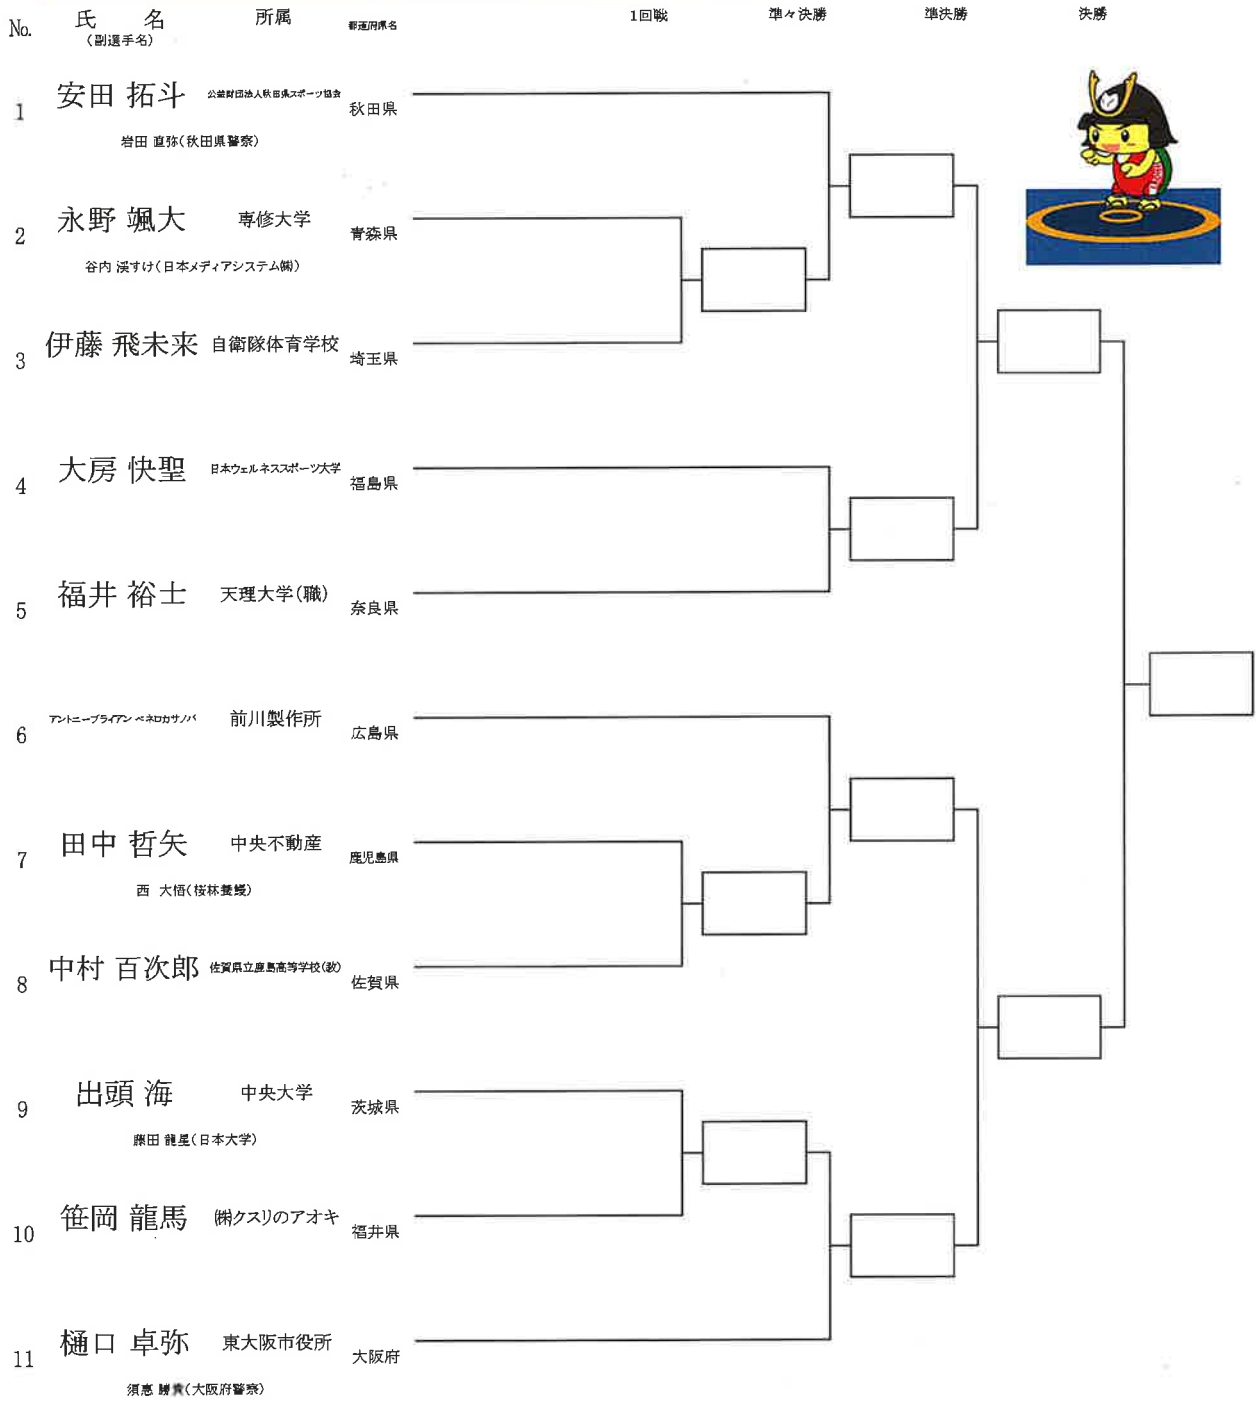 No. 氏 名 所属 都道府県名 1回戦 準々決勝 準決勝 決勝
(副選手名)
1 安田 拓斗 公益財団法人秋田県スポーツ協会 秋田県
岩田 直弥(秋田県警察)
2 永野 颯大 専修大学 青森県
谷内 渓すけ(日本メディアシステム㈱)
3 伊藤 飛未来 自衛隊体育学校 埼玉県
4 大房 快聖 日本ウェルネススポーツ大学 福島県
5 福井 裕士 天理大学(職) 奈良県
6 アントニーブライアン ペネロカサノバ 前川製作所 広島県
7 田中 哲矢 中央不動産 鹿児島県
西 大悟(桜林養鰻)
8 中村 百次郎 佐賀県立鹿島高等学校(教) 佐賀県
9 出頭 海 中央大学 茨城県
藤田 龍星(日本大学)
10 笹岡 龍馬 ㈱クスリのアオキ 福井県
11 樋口 卓弥 東大阪市役所 大阪府
須恵 勝貴(大阪府警察)